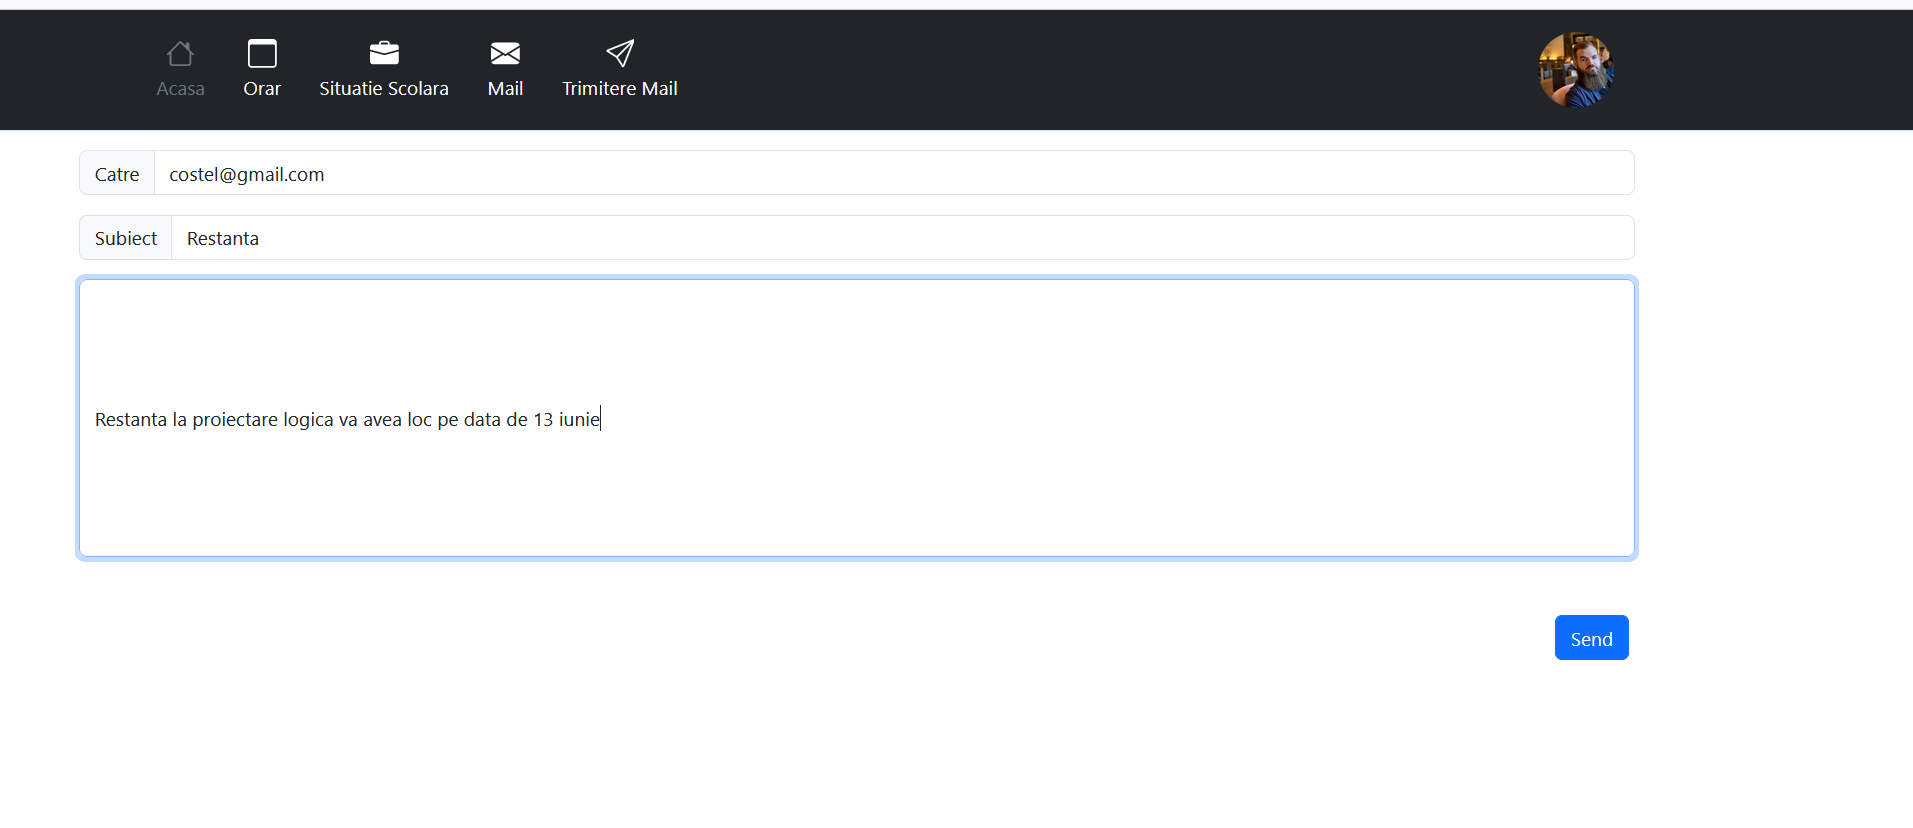 Acasa
Orar
Situatie Scolara
Mail
Trimitere Mail
Catre costel@gmail.com
Subiect Restanta
Restanta la proiectare logica va avea loc pe data de 13 iunie
Send